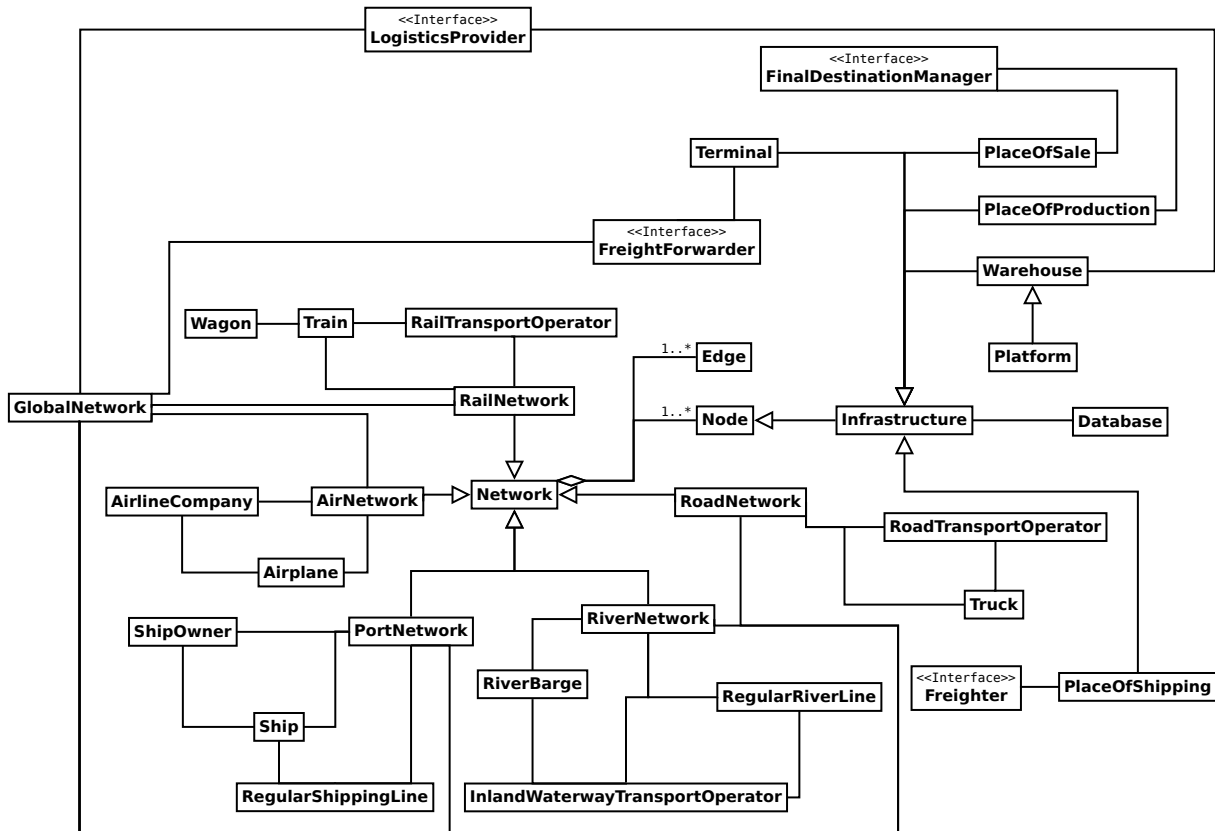 <<Interface>>
LogisticsProvider
<<Interface>>
FinalDestinationManager
Terminal
PlaceOfSale
PlaceOfProduction
<<Interface>>
FreightForwarder
Warehouse
Wagon
Train
RailTransportOperator
1..*
Edge
Platform
GlobalNetwork
RailNetwork
1..*
Node
Infrastructure
Database
AirlineCompany
AirNetwork
Network
RoadNetwork
RoadTransportOperator
Airplane
Truck
ShipOwner
PortNetwork
RiverNetwork
RiverBarge
RegularRiverLine
<<Interface>>
Freighter
PlaceOfShipping
Ship
RegularShippingLine
InlandWaterwayTransportOperator